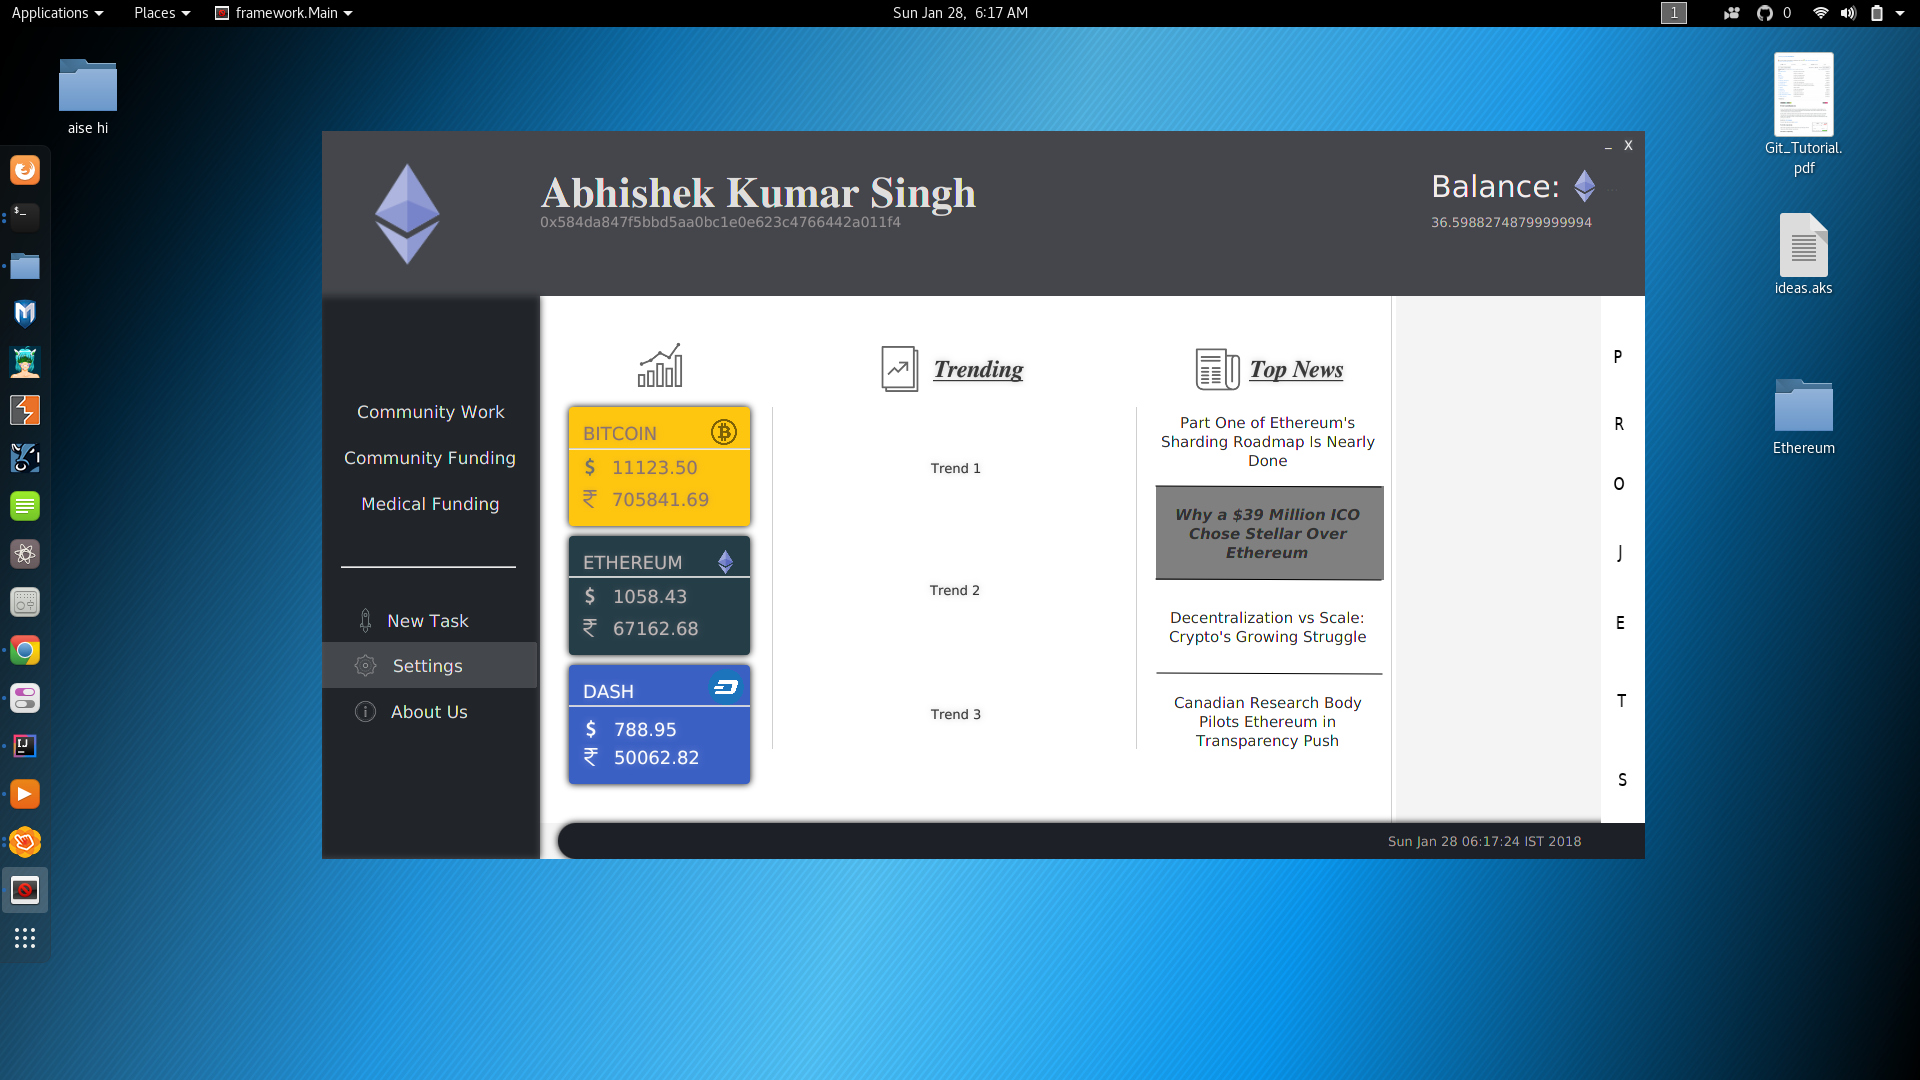 Applications Places framework.Main Sun Jan 28, 6:17 AM 1 0
aise hi
Git_Tutorial.
pdf
ideas.aks
Ethereum
_ X
Abhishek Kumar Singh
0x584da847f5bbd5aa0bc1e0e623c4766442a011f4
Balance:
36.59882748799999994
Community Work
Community Funding
Medical Funding
New Task
Settings
About Us
BITCOIN
$ 11123.50
₹ 705841.69
ETHEREUM
$ 1058.43
₹ 67162.68
DASH
$ 788.95
₹ 50062.82
Trending
Trend 1
Trend 2
Trend 3
Top News
Part One of Ethereum's
Sharding Roadmap Is Nearly
Done
Why a $39 Million ICO
Chose Stellar Over
Ethereum
Decentralization vs Scale:
Crypto's Growing Struggle
Canadian Research Body
Pilots Ethereum in
Transparency Push
P
R
O
J
E
T
S
Sun Jan 28 06:17:24 IST 2018